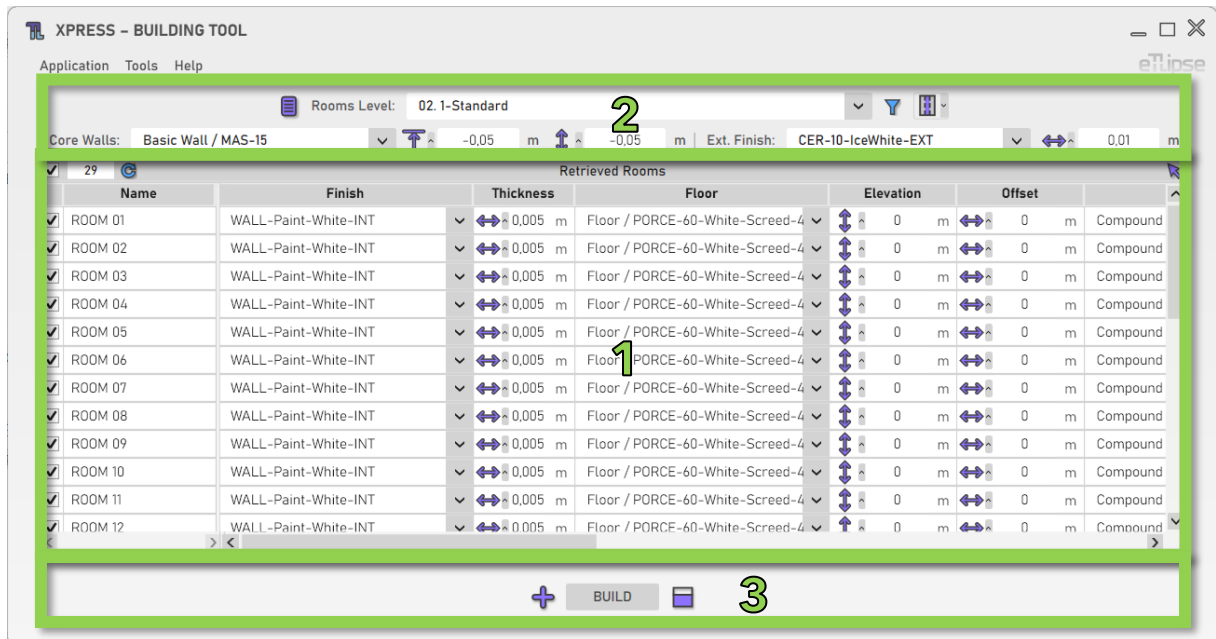 XPRESS – BUILDING TOOL
Application Tools Help
eTLipse
Rooms Level: 02. 1-Standard
2
Core Walls: Basic Wall / MAS-15 -0,05 m -0,05 m Ext. Finish: CER-10-IceWhite-EXT 0,01 m
29 Retrieved Rooms
Name Finish Thickness Floor Elevation Offset
ROOM 01 WALL-Paint-White-INT 0,005 m Floor / PORCE-60-White-Screed-4 0 m 0 m Compound
ROOM 02 WALL-Paint-White-INT 0,005 m Floor / PORCE-60-White-Screed-4 0 m 0 m Compound
ROOM 03 WALL-Paint-White-INT 0,005 m Floor / PORCE-60-White-Screed-4 0 m 0 m Compound
ROOM 04 WALL-Paint-White-INT 0,005 m Floor / PORCE-60-White-Screed-4 0 m 0 m Compound
ROOM 05 WALL-Paint-White-INT 0,005 m Floor / PORCE-60-White-Screed-4 0 m 0 m Compound
1
ROOM 06 WALL-Paint-White-INT 0,005 m Floor / PORCE-60-White-Screed-4 0 m 0 m Compound
ROOM 07 WALL-Paint-White-INT 0,005 m Floor / PORCE-60-White-Screed-4 0 m 0 m Compound
ROOM 08 WALL-Paint-White-INT 0,005 m Floor / PORCE-60-White-Screed-4 0 m 0 m Compound
ROOM 09 WALL-Paint-White-INT 0,005 m Floor / PORCE-60-White-Screed-4 0 m 0 m Compound
ROOM 10 WALL-Paint-White-INT 0,005 m Floor / PORCE-60-White-Screed-4 0 m 0 m Compound
ROOM 11 WALL-Paint-White-INT 0,005 m Floor / PORCE-60-White-Screed-4 0 m 0 m Compound
ROOM 12 WALL-Paint-White-INT 0,005 m Floor / PORCE-60-White-Screed-4 0 m 0 m Compound
BUILD
3